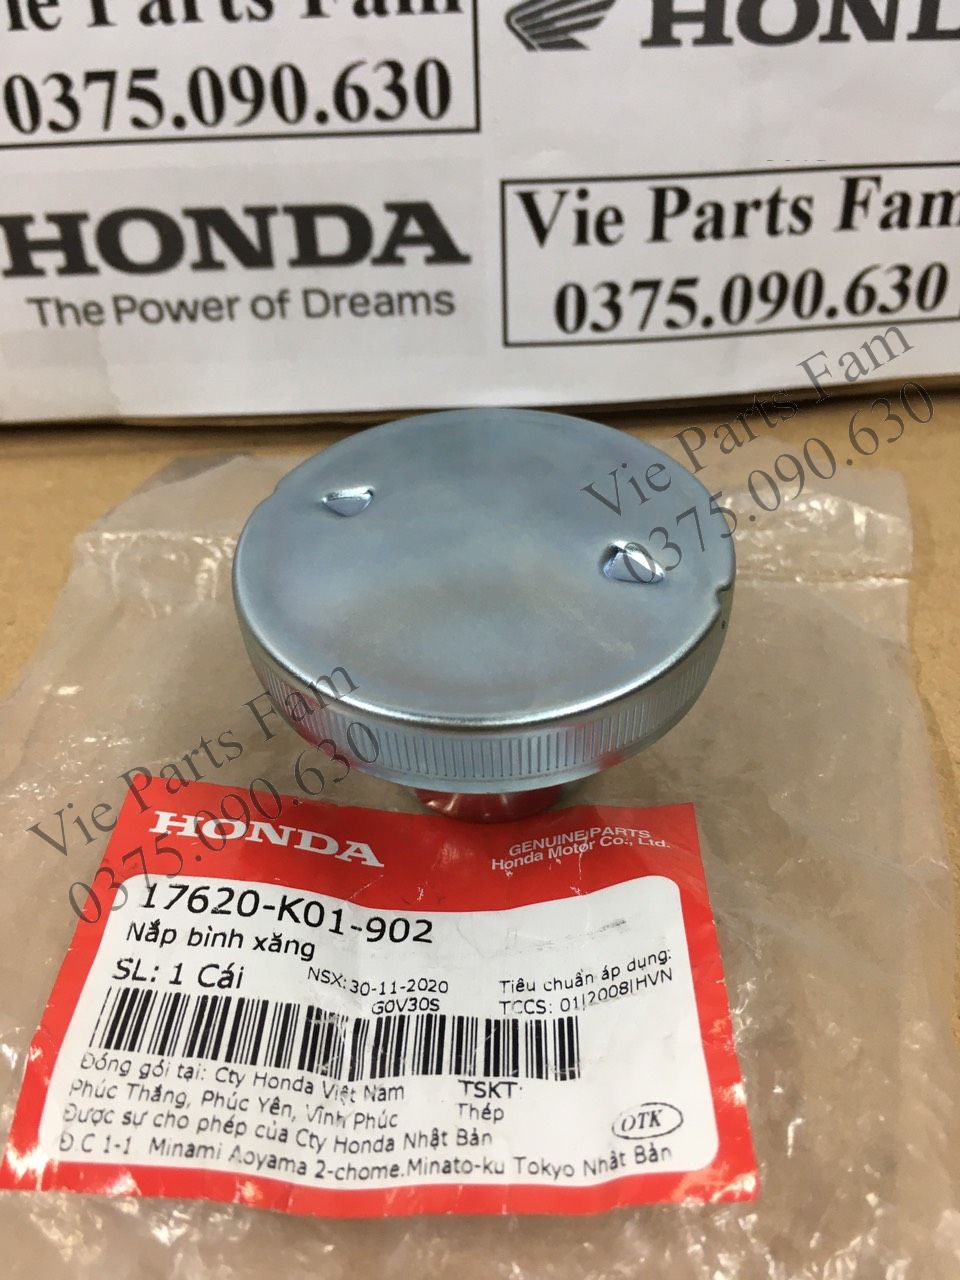 Vie Parts Fam
0375.090.630
HONDA
HONDA
The Power of Dreams
Vie Parts Fam
0375.090.630
Vie Parts Fam
0375.090.630
Vie Parts Fam
0375.090.630
HONDA
GENUINE PARTS
Honda Motor Co., Ltd.
17620-K01-902
Nắp bình xăng
SL: 1 Cái
NSX: 30-11-2020
G0V30S
Tiêu chuẩn áp dụng:
TCCS: 01|2008|HVN
Đóng gói tại: Cty Honda Việt Nam
Phúc Thắng, Phúc Yên, Vĩnh Phúc
Được sự cho phép của Cty Honda Nhật Bản
Đ.C 1-1 Minami Aoyama 2-chome.Minato-ku Tokyo Nhật Bản
TSKT:
Thép
OTK